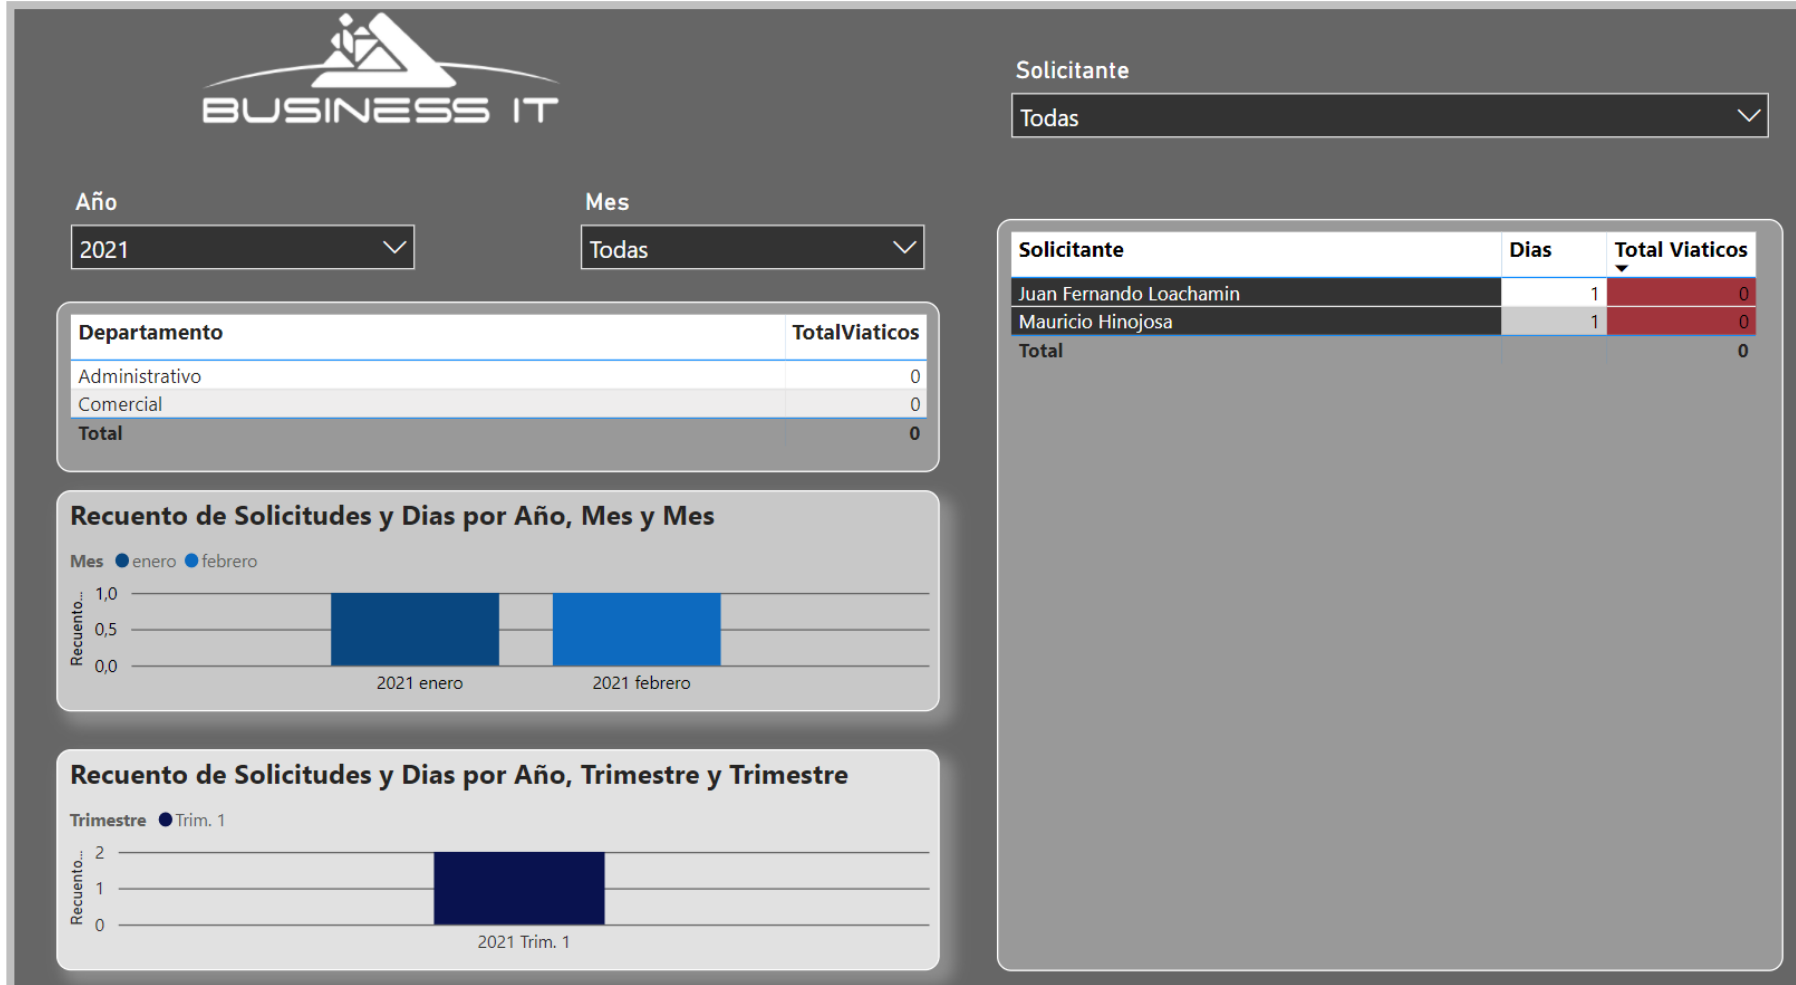 BUSINESS IT
Solicitante
Todas
Año
Mes
2021
Todas
Departamento TotalViaticos
Administrativo 0
Comercial 0
Total 0
Solicitante Dias Total Viaticos
Juan Fernando Loachamin 1 0
Mauricio Hinojosa 1 0
Total 0
Recuento de Solicitudes y Dias por Año, Mes y Mes
Mes enero febrero
Recuento...
1,0
0,5
0,0
2021 enero 2021 febrero
Recuento de Solicitudes y Dias por Año, Trimestre y Trimestre
Trimestre Trim. 1
Recuento...
2
1
0
2021 Trim. 1